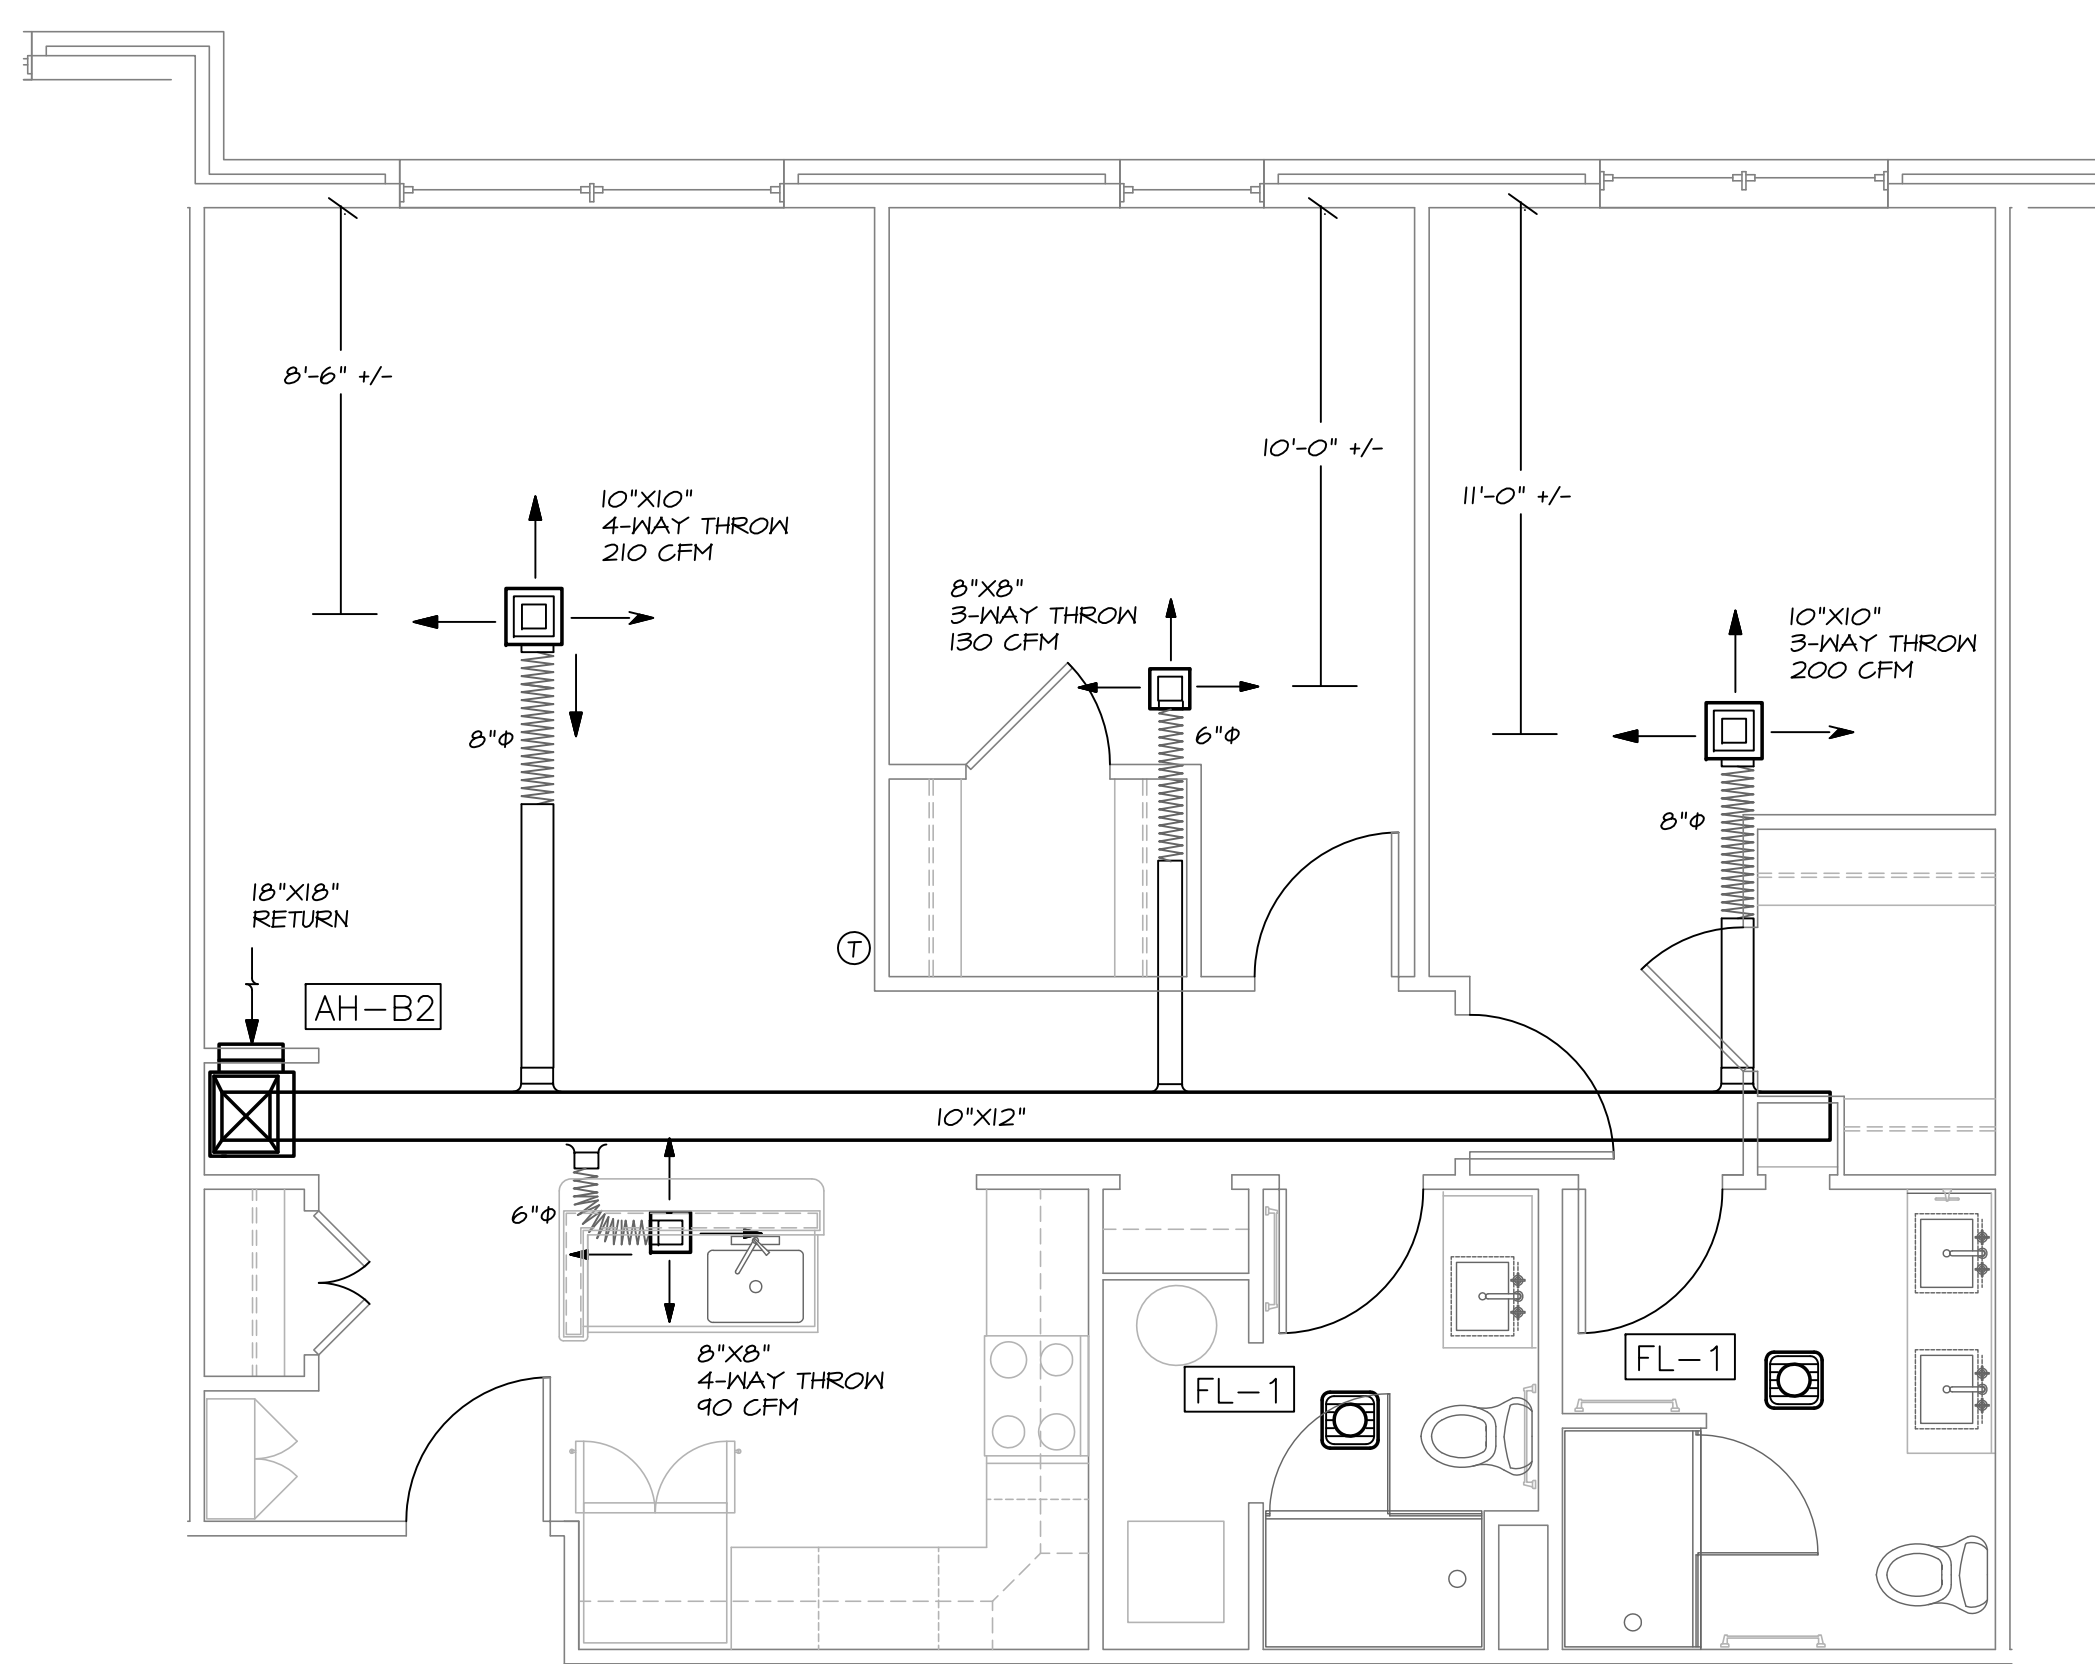 8'-6" +/-
10'-0" +/-
11'-0" +/-
10"X10"
4-WAY THROW
210 CFM
8"X8"
3-WAY THROW
130 CFM
10"X10"
3-WAY THROW
200 CFM
8"Φ
6"Φ
8"Φ
18"X18"
RETURN
T
AH-B2
10"X12"
6"Φ
8"X8"
4-WAY THROW
90 CFM
FL-1
FL-1